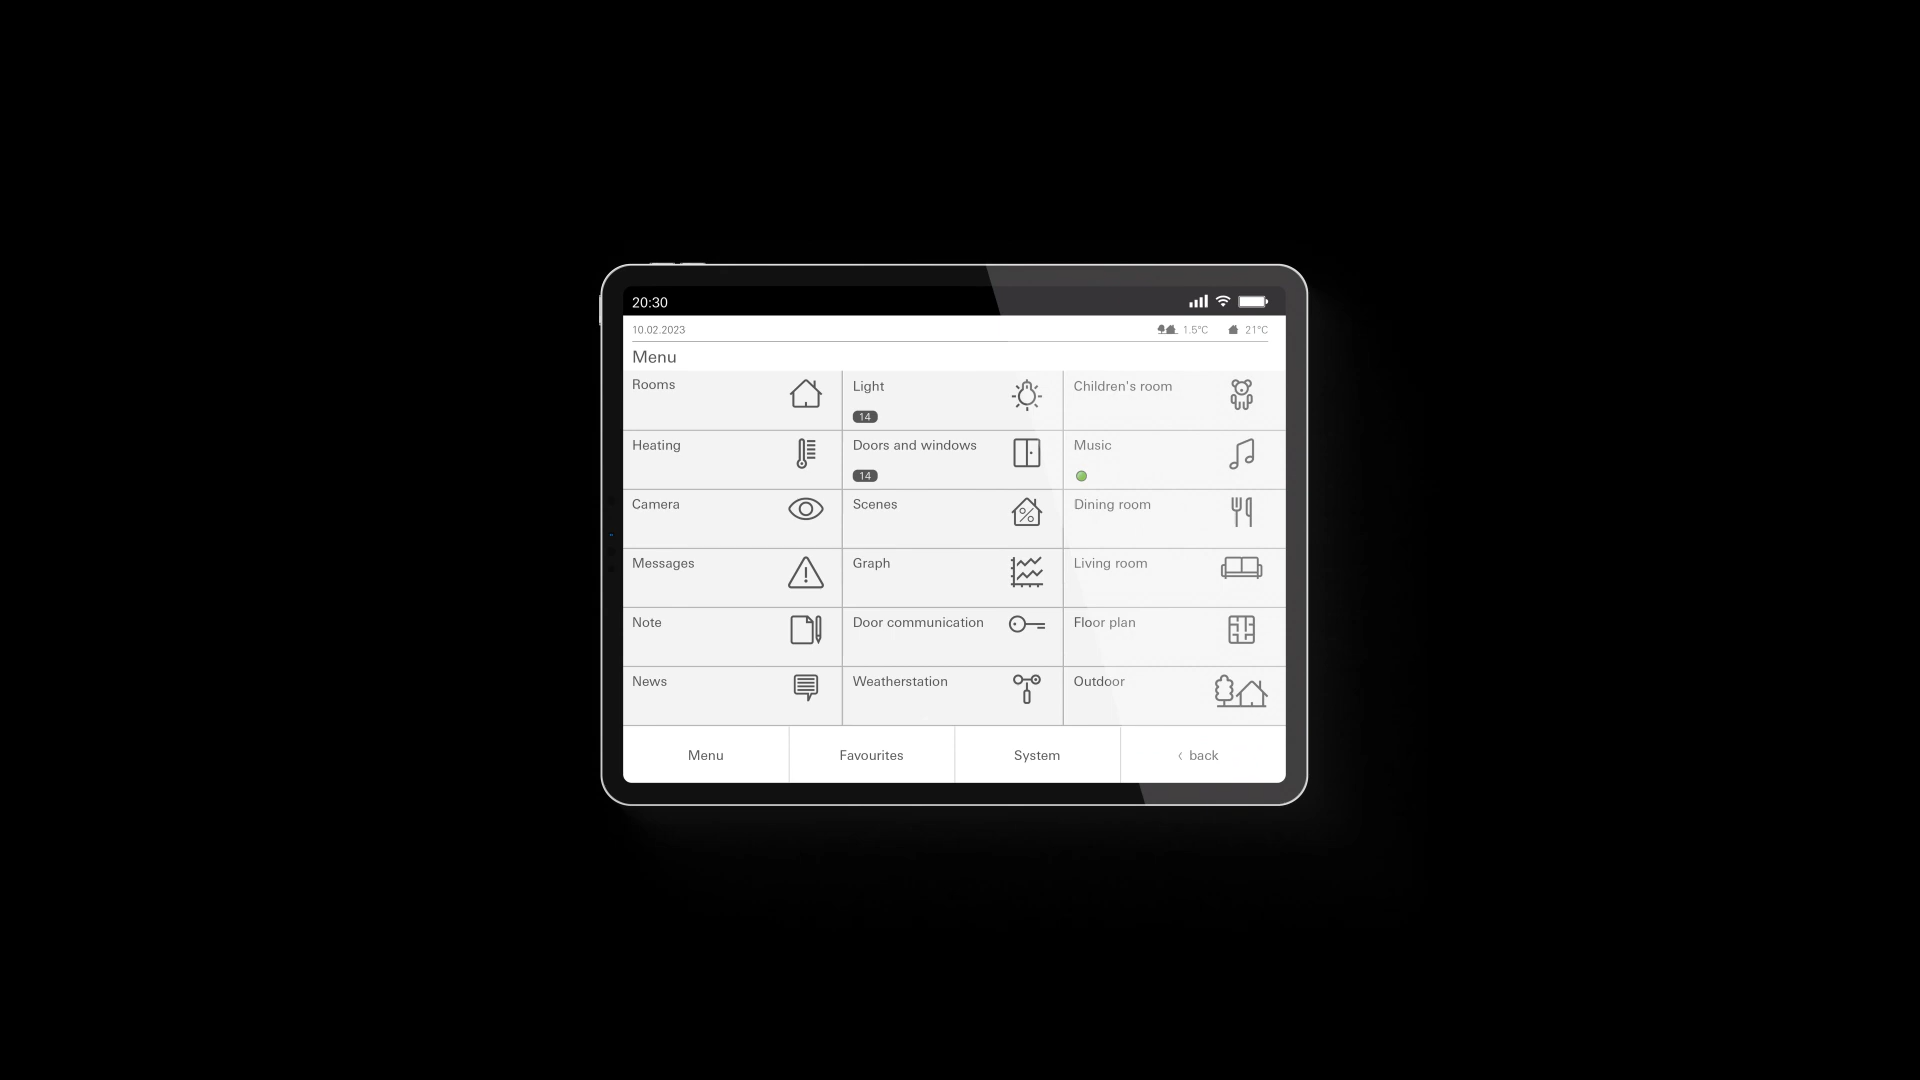 20:30
10.02.2023
1.5°C
21°C
Menu
Rooms
Light
14
Children's room
Heating
Doors and windows
14
Music
Camera
Scenes
Dining room
Messages
Graph
Living room
Note
Door communication
Floor plan
News
Weatherstation
Outdoor
Menu
Favourites
System
‹ back